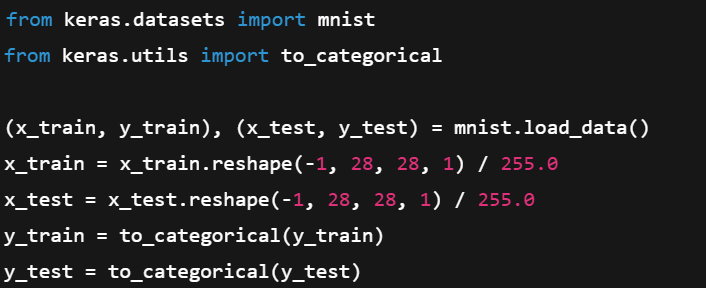 from keras.datasets import mnist
from keras.utils import to_categorical
(x_train, y_train), (x_test, y_test) = mnist.load_data()
x_train = x_train.reshape(-1, 28, 28, 1) / 255.0
x_test = x_test.reshape(-1, 28, 28, 1) / 255.0
y_train = to_categorical(y_train)
y_test = to_categorical(y_test)